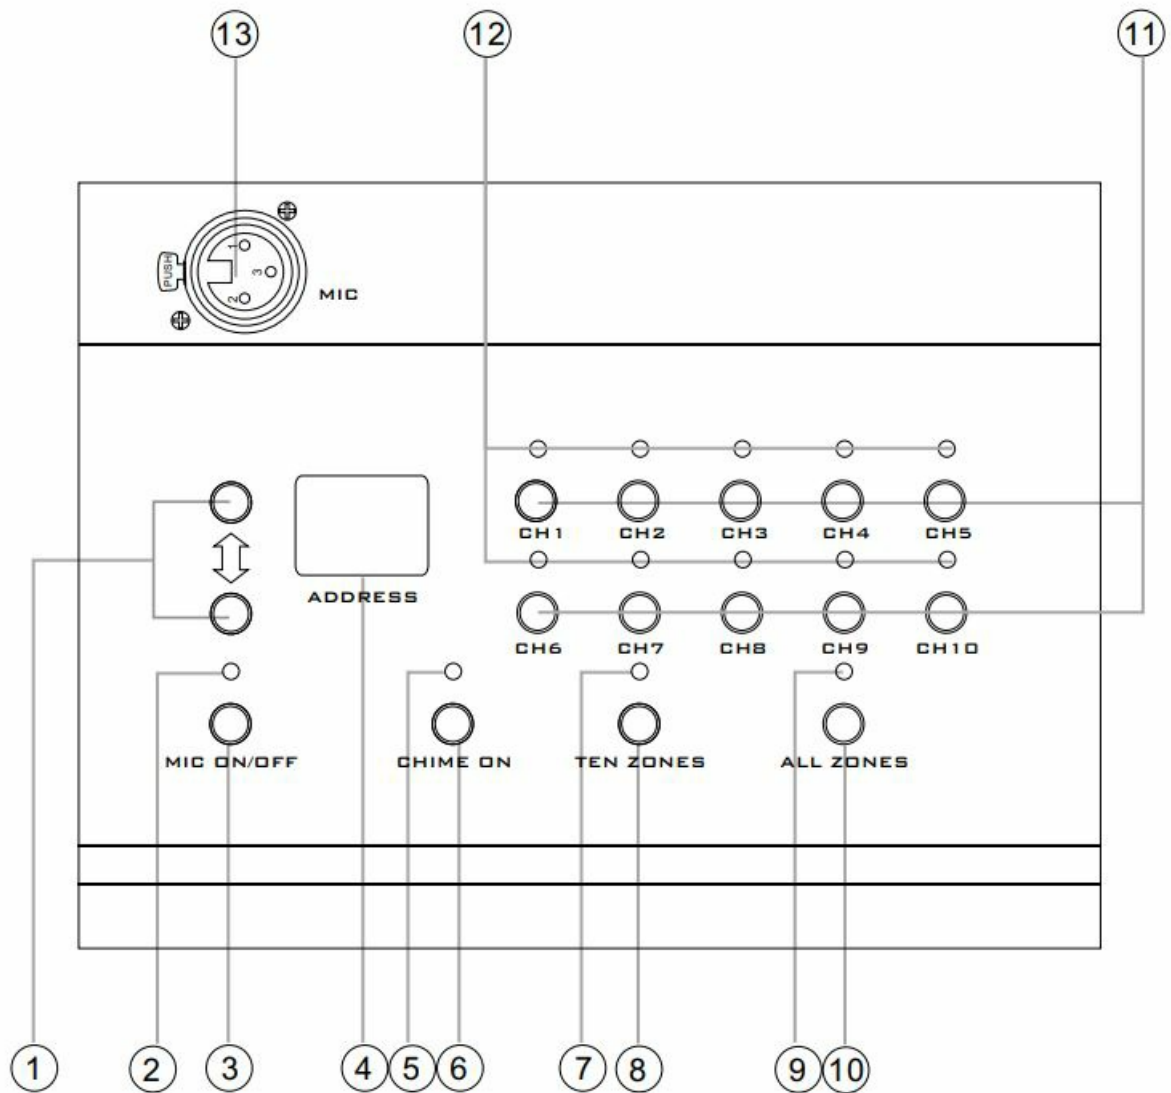 13 12 11
PUSH
1
3
2
MIC
CH1 CH2 CH3 CH4 CH5
ADDRESS
CH6 CH7 CH8 CH9 CH10
MIC ON/OFF CHIME ON TEN ZONES ALL ZONES
1 2 3 4 5 6 7 8 9 10